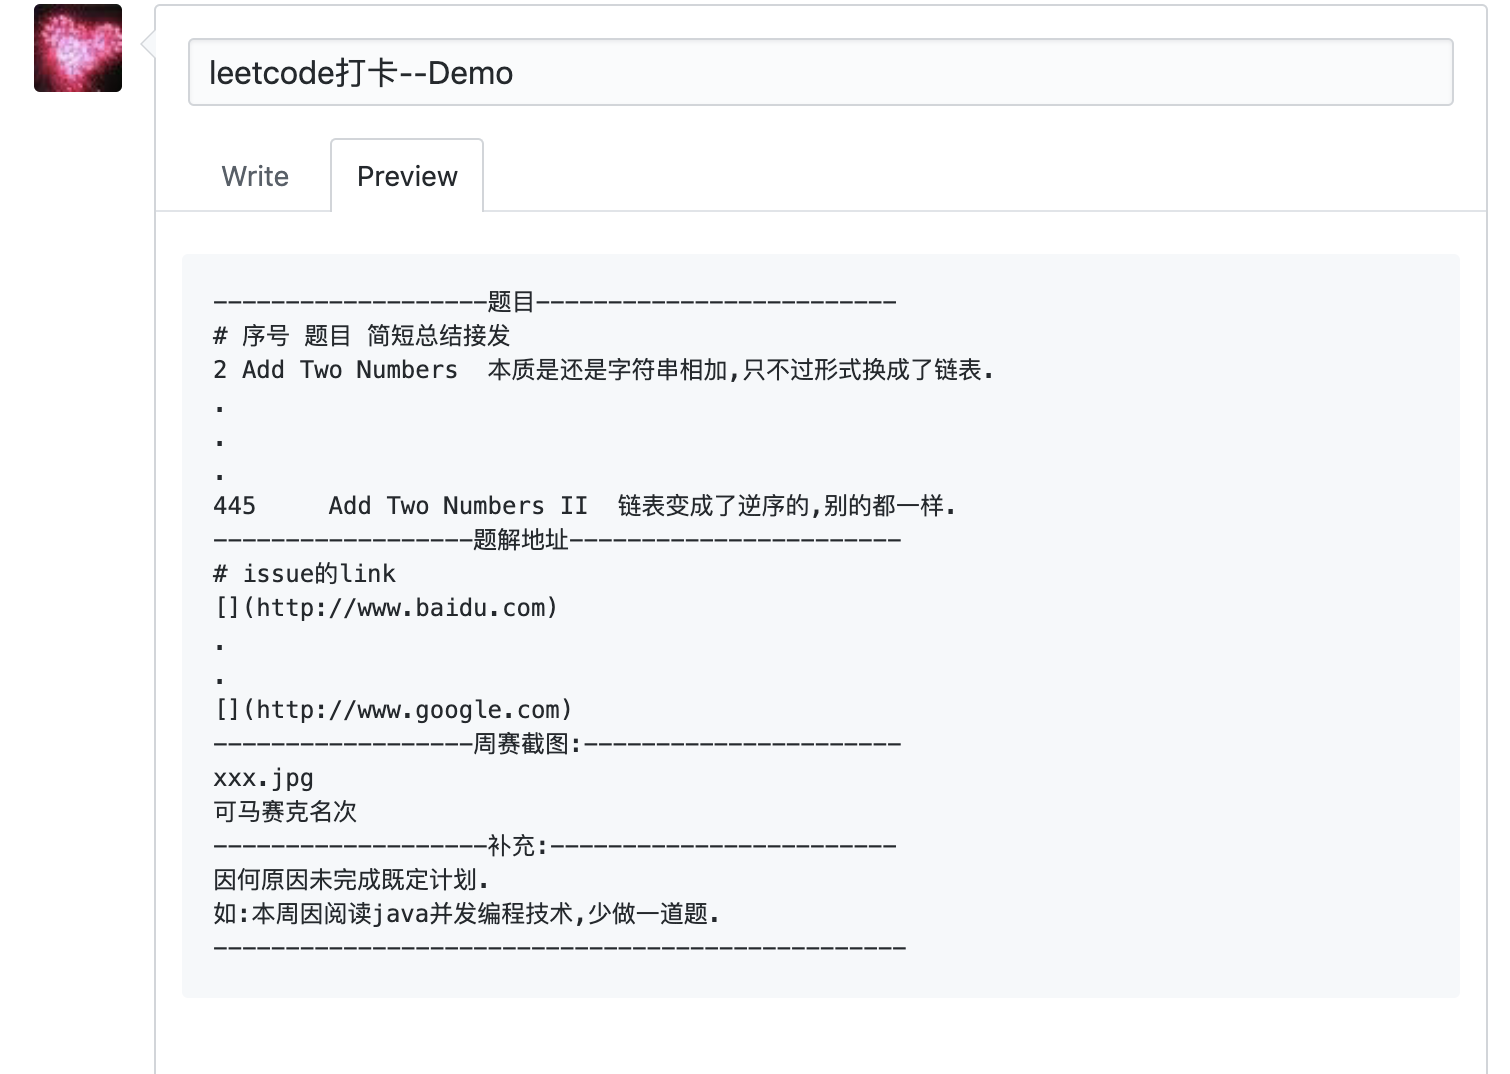 leetcode打卡--Demo
Write Preview
-------------------题目-------------------------
# 序号 题目 简短总结接发
2 Add Two Numbers  本质是还是字符串相加,只不过形式换成了链表.
.
.
.
445     Add Two Numbers II  链表变成了逆序的,别的都一样.
------------------题解地址-----------------------
# issue的link
[](http://www.baidu.com)
.
.
[](http://www.google.com)
------------------周赛截图:----------------------
xxx.jpg
可马赛克名次
-------------------补充:------------------------
因何原因未完成既定计划.
如:本周因阅读java并发编程技术,少做一道题.
------------------------------------------------